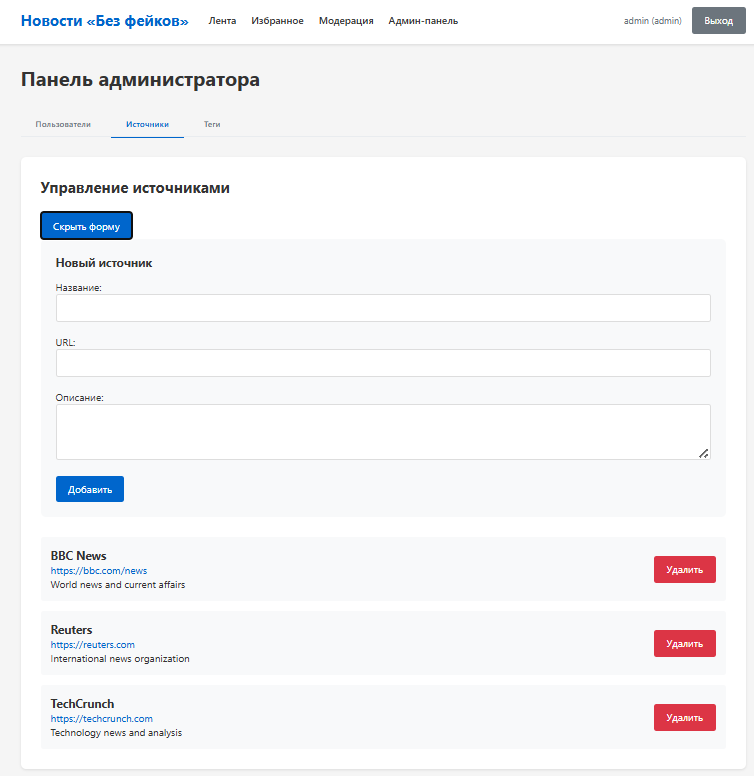 Новости «Без фейков» Лента Избранное Модерация Админ-панель admin (admin) Выход
Панель администратора
Пользователи Источники Теги
Управление источниками
Скрыть форму
Новый источник
Название:
URL:
Описание:
Добавить
BBC News
https://bbc.com/news
World news and current affairs
Удалить
Reuters
https://reuters.com
International news organization
Удалить
TechCrunch
https://techcrunch.com
Technology news and analysis
Удалить